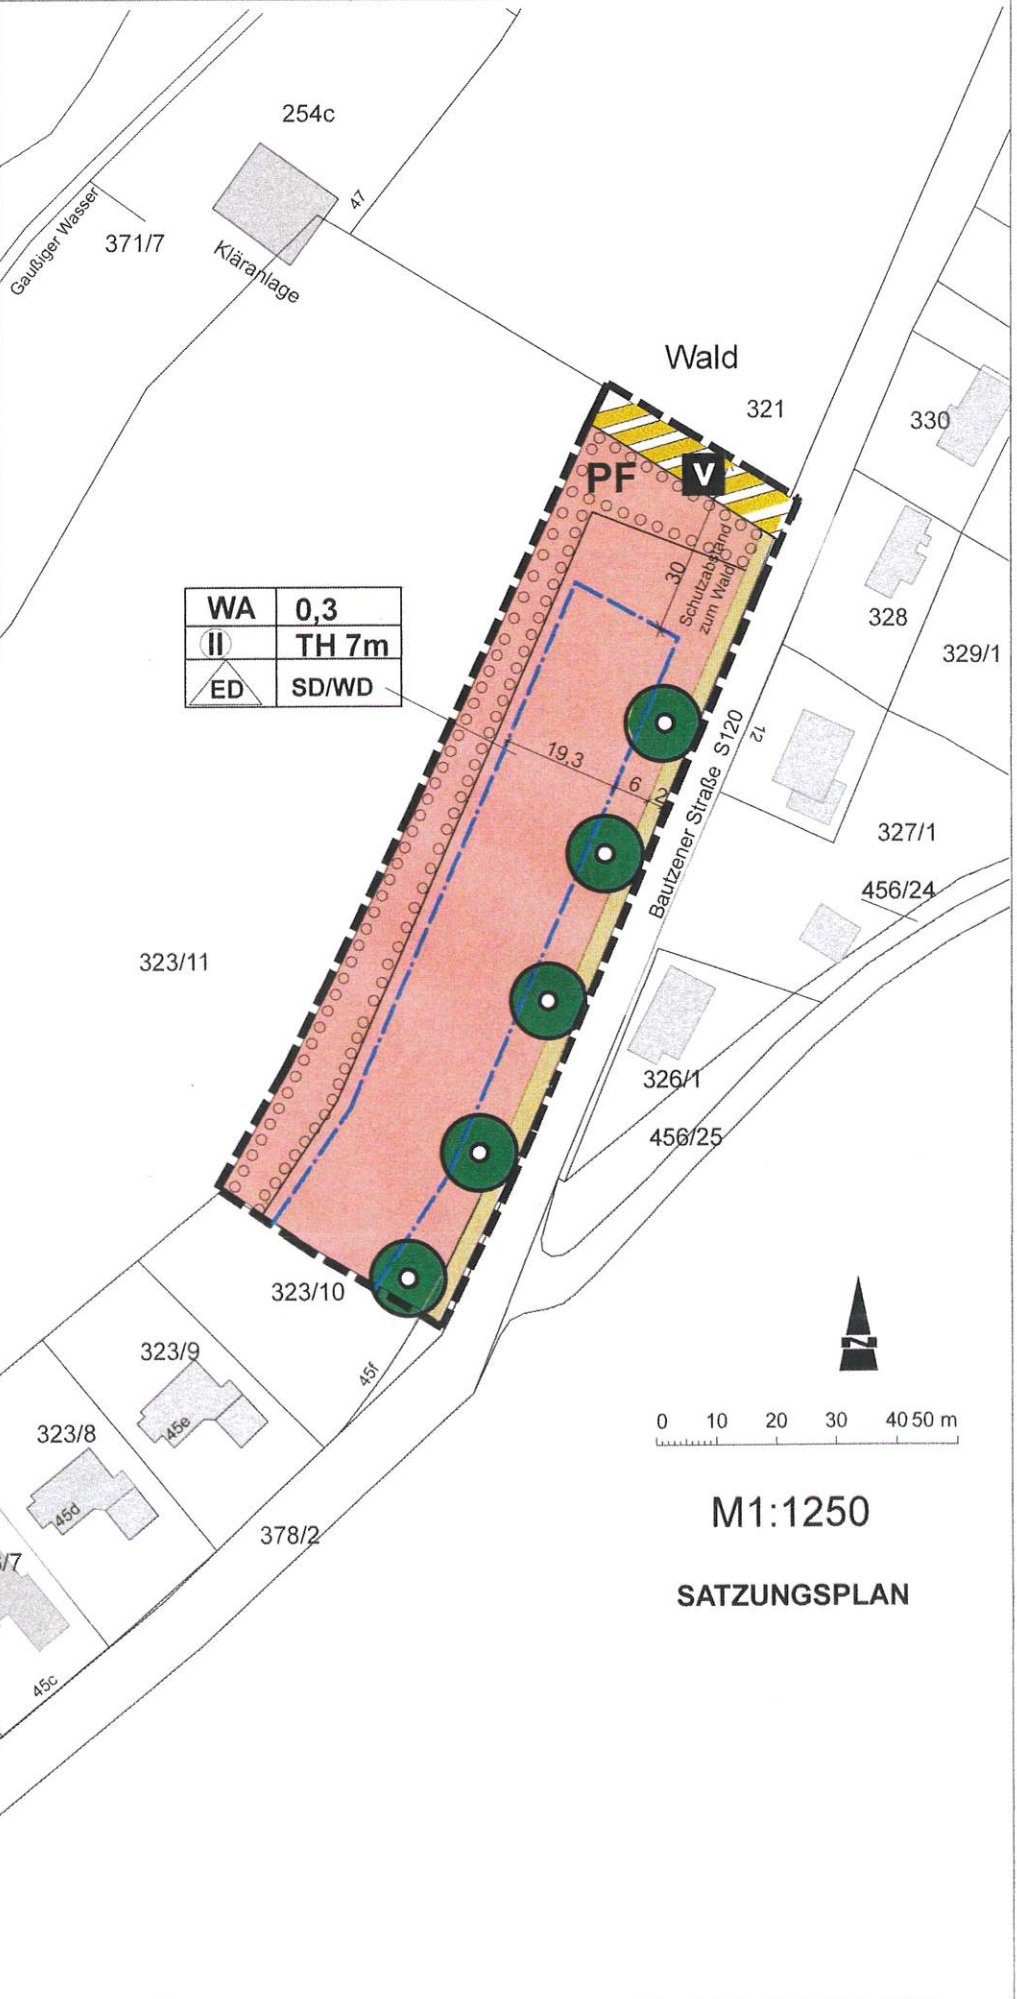 254c
47
Gaußiger Wasser
371/7
Kläranlage
Wald
321
330
PF
V
30
Schutzabstand
zum Wald
328
329/1
WA 0,3
II TH 7m
ED SD/WD
19,3
6
2
Bautzener Straße S120
12
327/1
456/24
323/11
326/1
456/25
323/10
323/9
45f
45e
323/8
45d
378/2
/7
45c
N
0 10 20 30 40 50 m
M1:1250
SATZUNGSPLAN